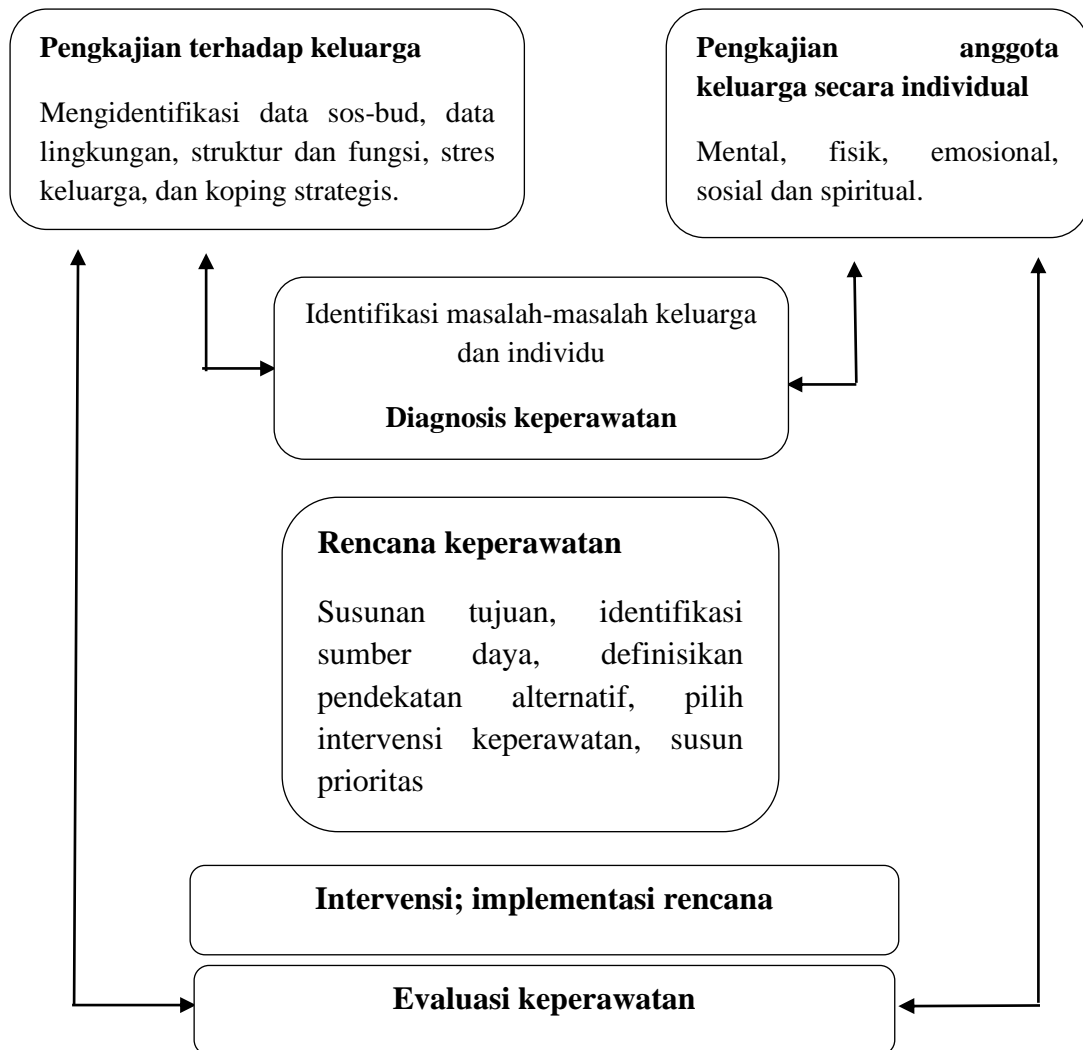 Pengkajian terhadap keluarga
Mengidentifikasi data sos-bud, data
lingkungan, struktur dan fungsi, stres
keluarga, dan koping strategis.
Pengkajian anggota
keluarga secara individual
Mental, fisik, emosional,
sosial dan spiritual.
Identifikasi masalah-masalah keluarga
dan individu
Diagnosis keperawatan
Rencana keperawatan
Susunan tujuan, identifikasi
sumber daya, definisikan
pendekatan alternatif, pilih
intervensi keperawatan, susun
prioritas
Intervensi; implementasi rencana
Evaluasi keperawatan